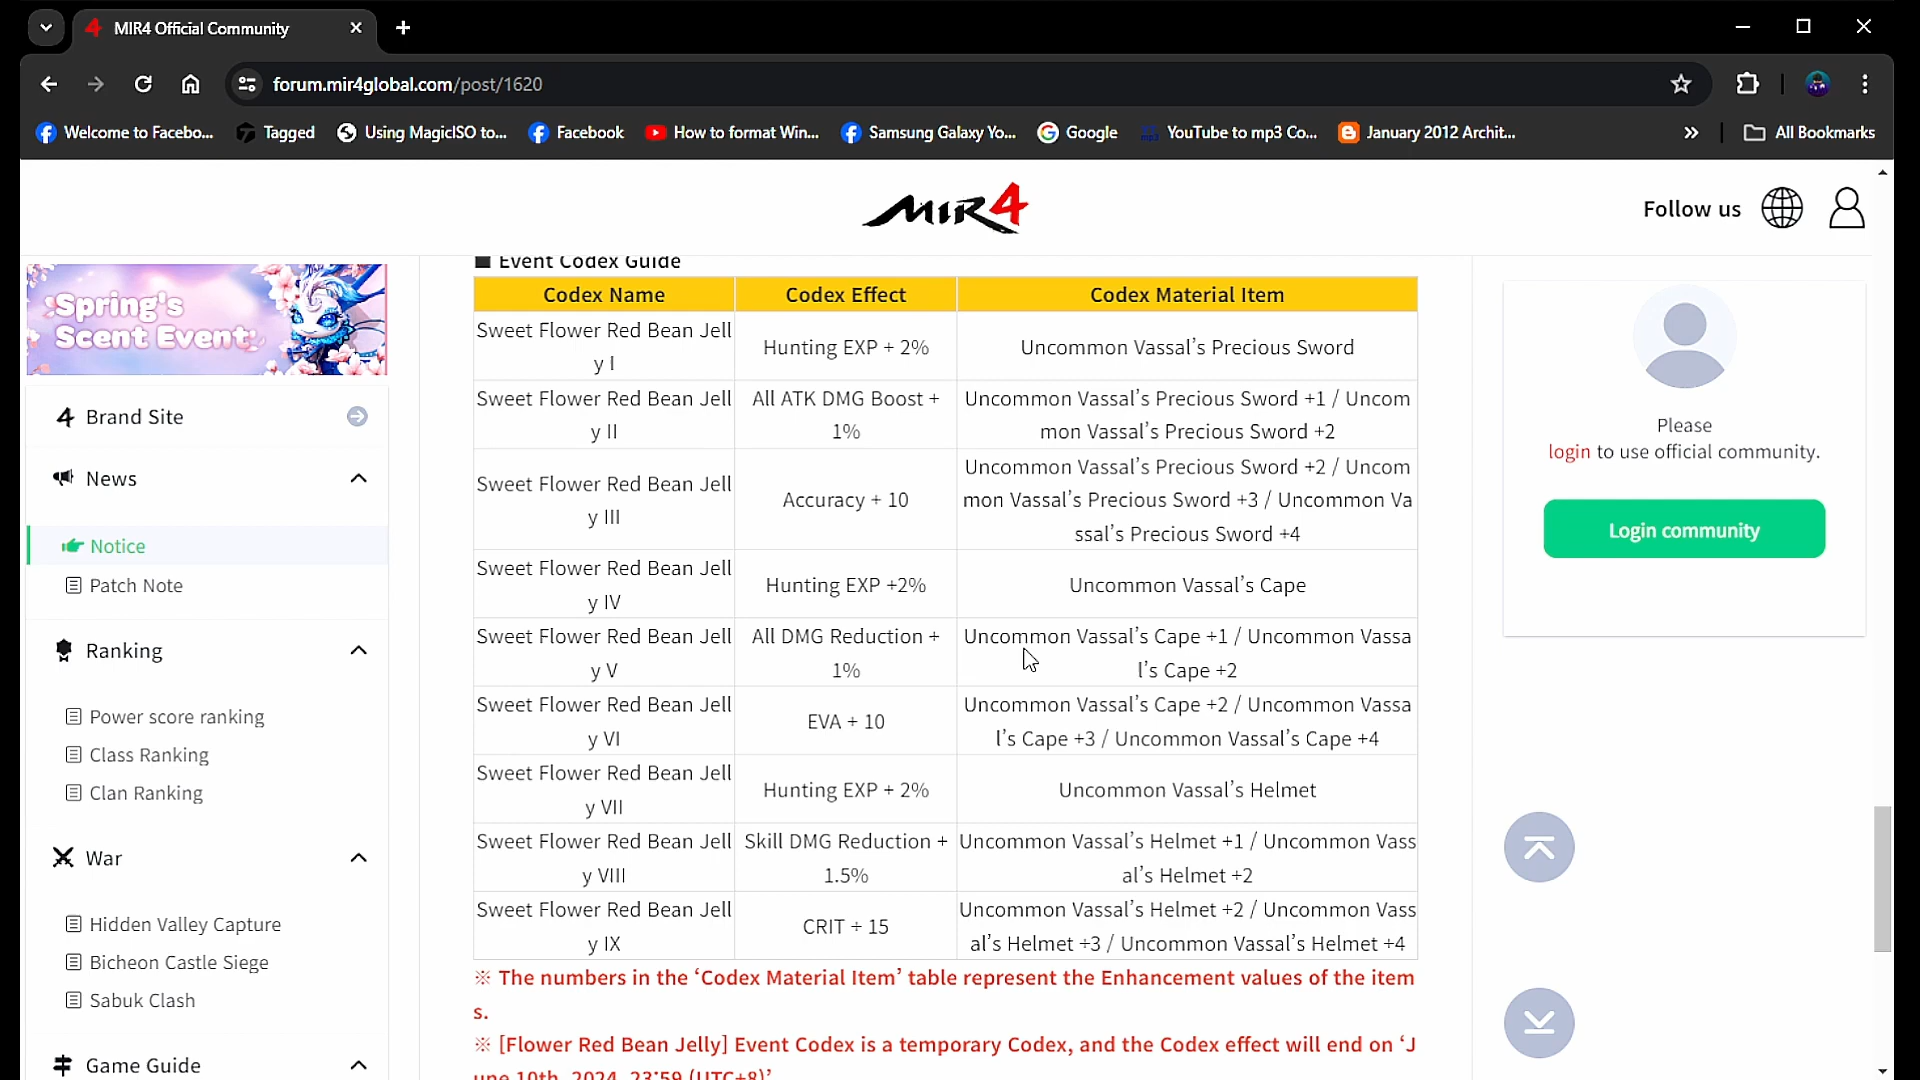 MIR4 Official Community
forum.mir4global.com/post/1620
Welcome to Facebo...
Tagged
Using MagicISO to...
Facebook
How to format Win...
Samsung Galaxy Yo...
Google
YouTube to mp3 Co...
January 2012 Archit...
All Bookmarks
MIR4
Follow us
Spring's
Scent Event
Brand Site
News
Notice
Patch Note
Ranking
Power score ranking
Class Ranking
Clan Ranking
War
Hidden Valley Capture
Bicheon Castle Siege
Sabuk Clash
Game Guide
■ Event Codex Guide
Codex Name
Codex Effect
Codex Material Item
Sweet Flower Red Bean Jell
y I
Hunting EXP + 2%
Uncommon Vassal’s Precious Sword
Sweet Flower Red Bean Jell
y II
All ATK DMG Boost +
1%
Uncommon Vassal’s Precious Sword +1 / Uncom
mon Vassal’s Precious Sword +2
Sweet Flower Red Bean Jell
y III
Accuracy + 10
Uncommon Vassal’s Precious Sword +2 / Uncom
mon Vassal’s Precious Sword +3 / Uncommon Va
ssal’s Precious Sword +4
Sweet Flower Red Bean Jell
y IV
Hunting EXP +2%
Uncommon Vassal’s Cape
Sweet Flower Red Bean Jell
y V
All DMG Reduction +
1%
Uncommon Vassal’s Cape +1 / Uncommon Vassa
l’s Cape +2
Sweet Flower Red Bean Jell
y VI
EVA + 10
Uncommon Vassal’s Cape +2 / Uncommon Vassa
l’s Cape +3 / Uncommon Vassal’s Cape +4
Sweet Flower Red Bean Jell
y VII
Hunting EXP + 2%
Uncommon Vassal’s Helmet
Sweet Flower Red Bean Jell
y VIII
Skill DMG Reduction +
1.5%
Uncommon Vassal’s Helmet +1 / Uncommon Vass
al’s Helmet +2
Sweet Flower Red Bean Jell
y IX
CRIT + 15
Uncommon Vassal’s Helmet +2 / Uncommon Vass
al’s Helmet +3 / Uncommon Vassal’s Helmet +4
※ The numbers in the ‘Codex Material Item’ table represent the Enhancement values of the item
s.
※ [Flower Red Bean Jelly] Event Codex is a temporary Codex, and the Codex effect will end on ‘J
une 10th, 2024, 23:59 (UTC+8)’
Please
login to use official community.
Login community